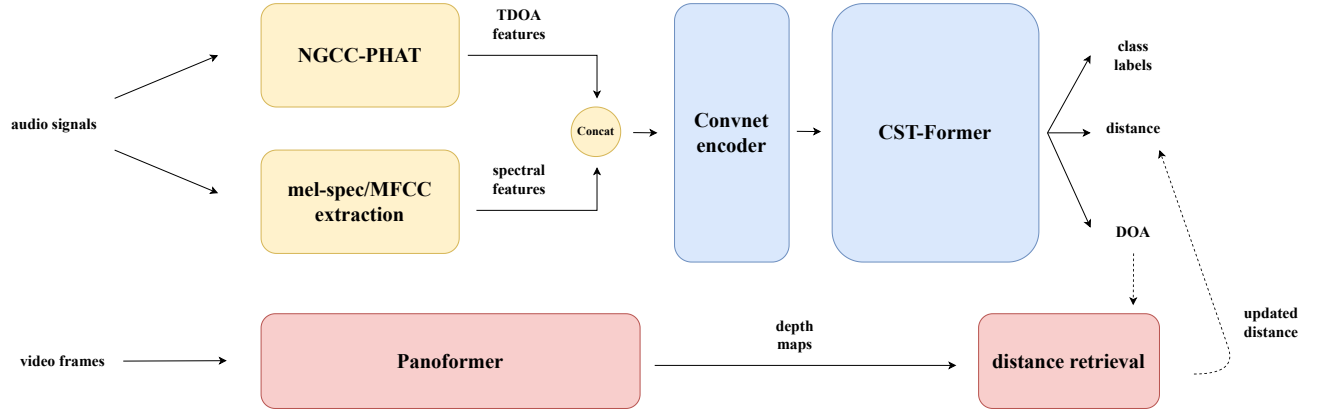 audio signals
NGCC-PHAT
TDOA
features
mel-spec/MFCC
extraction
spectral
features
Concat
Convnet
encoder
CST-Former
class
labels
distance
DOA
video frames
Panoformer
depth
maps
distance retrieval
updated
distance